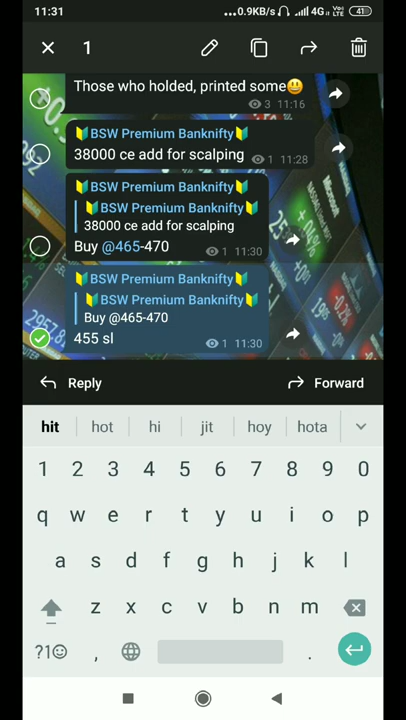 11:31
...0.9KB/s 4G Vo LTE 41
1
Those who holded, printed some😃
3 11:16
🔰BSW Premium Banknifty🔰
38000 ce add for scalping 1 11:28
🔰BSW Premium Banknifty🔰
🔰BSW Premium Banknifty🔰
38000 ce add for scalping
Buy @465-470 1 11:30
🔰BSW Premium Banknifty🔰
🔰BSW Premium Banknifty🔰
Buy @465-470
455 sl 1 11:30
Reply Forward
hit hot hi jit hoy hota
1 2 3 4 5 6 7 8 9 0
q w e r t y u i o p
a s d f g h j k l
z x c v b n m
?1☺ , .